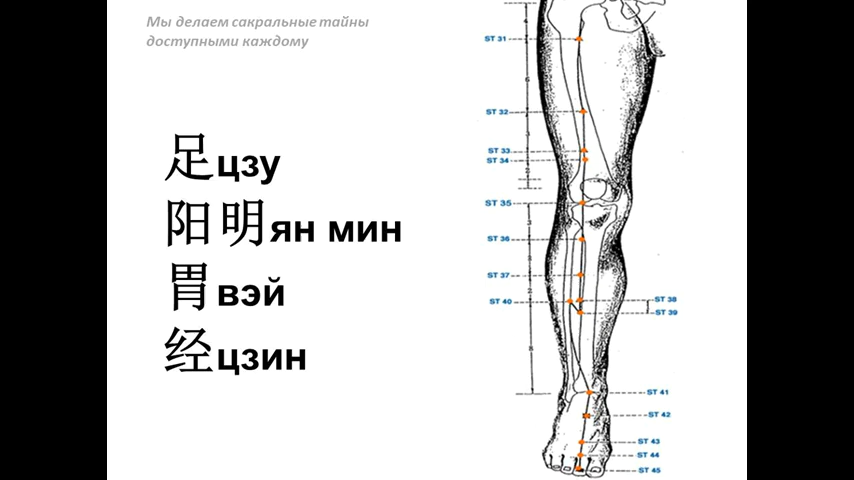 Мы делаем сакральные тайны
доступными каждому
足цзу
阳明ян мин
胃вэй
经цзин
ST 31
ST 32
ST 33
ST 34
ST 35
ST 36
ST 37
ST 40
ST 38
ST 39
ST 41
ST 42
ST 43
ST 44
ST 45